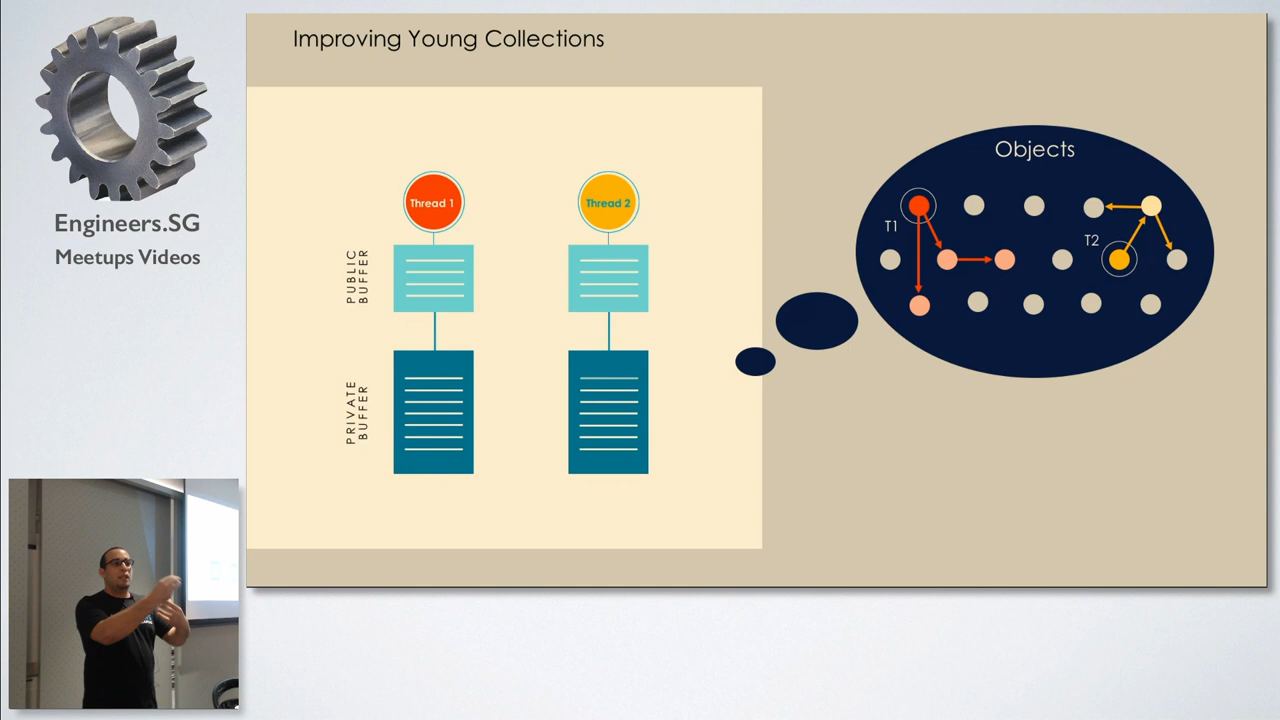 Improving Young Collections
Engineers.SG
Meetups Videos
Thread 1
Thread 2
PUBLIC
BUFFER
PRIVATE
BUFFER
Objects
T1
T2